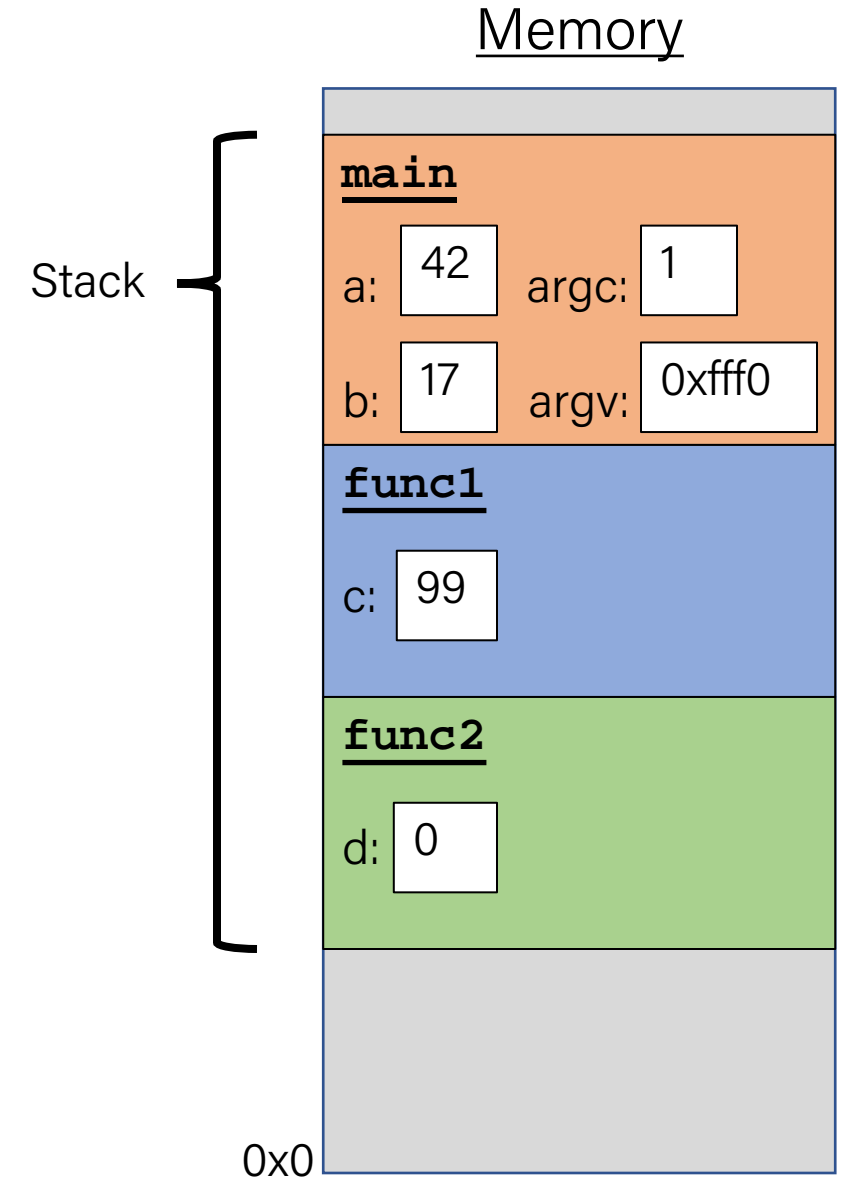 Memory
main
a: 42 argc: 1
Stack
b: 17 argv: 0xfff0
func1
c: 99
func2
d: 0
0x0